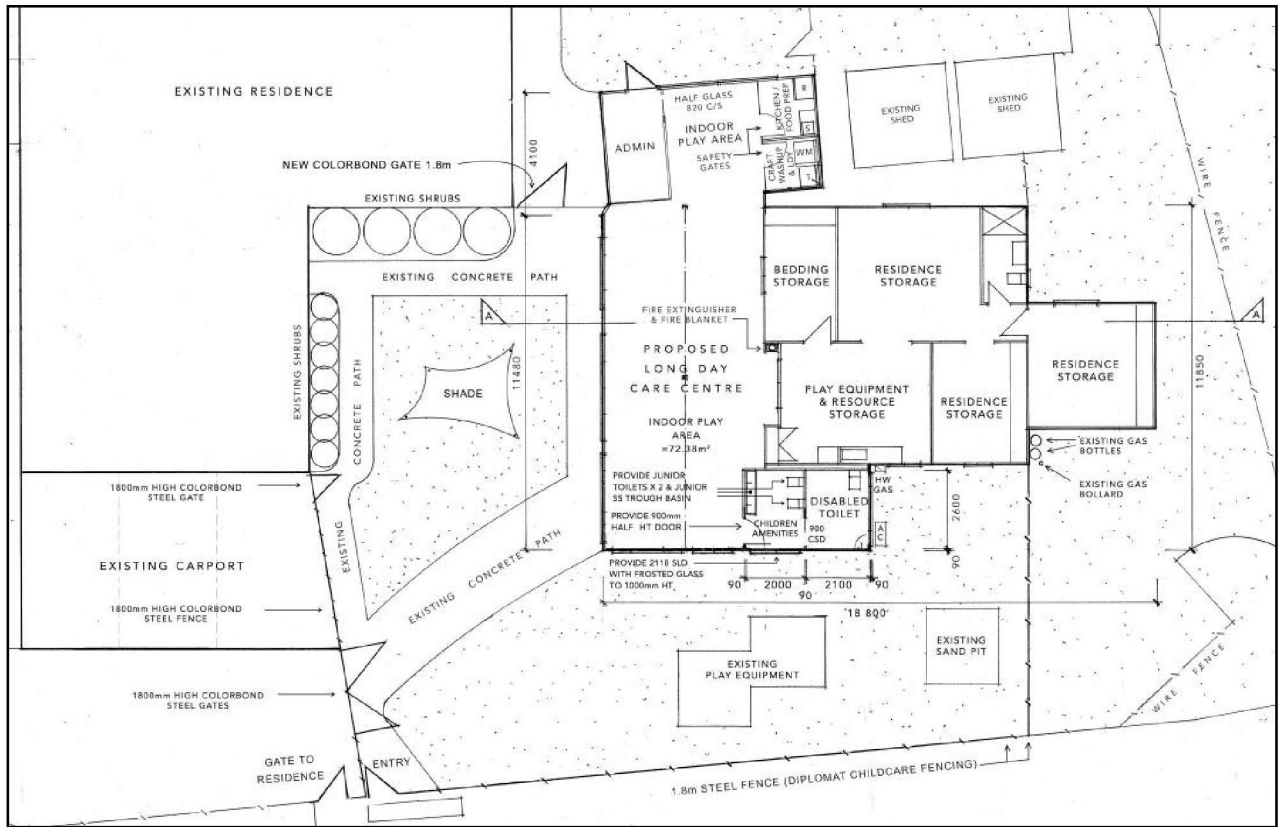 EXISTING RESIDENCE
NEW COLORBOND GATE 1.8m
EXISTING SHRUBS
4100
HALF GLASS
820 C/S
INDOOR
PLAY AREA
SAFETY
GATES
ADMIN
KITCHEN /
FOOD PREP
R
S
CRAFT
WASHUP
& LDY
WM
T
EXISTING
SHED
EXISTING
SHED
WIRE FENCE
EXISTING CONCRETE PATH
EXISTING SHRUBS
CONCRETE PATH
A
SHADE
11480
BEDDING
STORAGE
RESIDENCE
STORAGE
FIRE EXTINGUISHER
& FIRE BLANKET
PROPOSED
LONG DAY
CARE CENTRE
INDOOR PLAY
AREA
=72.38m²
PLAY EQUIPMENT
& RESOURCE
STORAGE
RESIDENCE
STORAGE
RESIDENCE
STORAGE
A
11850
EXISTING GAS
BOTTLES
EXISTING GAS
BOLLARD
1800mm HIGH COLORBOND
STEEL GATE
EXISTING CARPORT
1800mm HIGH COLORBOND
STEEL FENCE
EXISTING
EXISTING CONCRETE PATH
PROVIDE JUNIOR
TOILETS X 2 & JUNIOR
SS TROUGH BASIN
PROVIDE 900mm
HALF HT DOOR
CHILDREN
AMENITIES
DISABLED
TOILET
980
CSD
HW
GAS
AC
2600
90
PROVIDE 2118 SLD
WITH FROSTED GLASS
TO 1000mm HT.
90 2000 2100 90
90
18 800
EXISTING
PLAY EQUIPMENT
EXISTING
SAND PIT
WIRE FENCE
1800mm HIGH COLORBOND
STEEL GATES
GATE TO
RESIDENCE
ENTRY
1.8m STEEL FENCE (DIPLOMAT CHILDCARE FENCING)